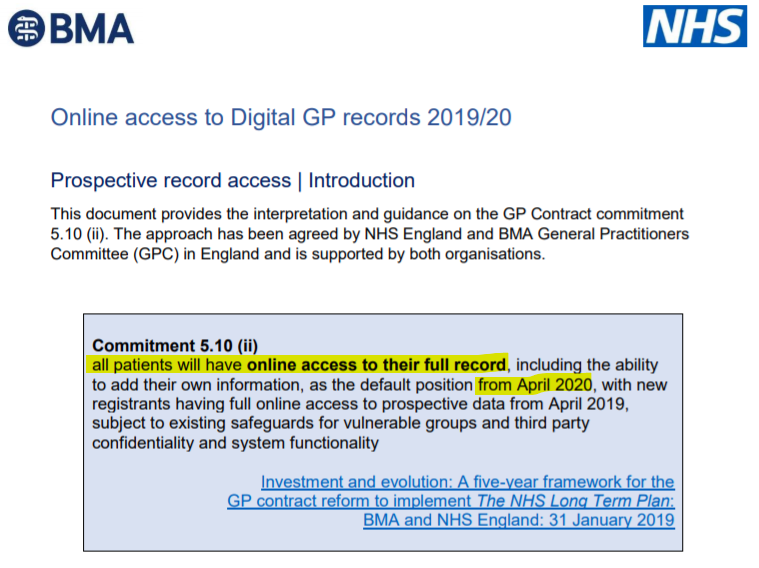 BMA
NHS
Online access to Digital GP records 2019/20
Prospective record access | Introduction
This document provides the interpretation and guidance on the GP Contract commitment
5.10 (ii). The approach has been agreed by NHS England and BMA General Practitioners
Committee (GPC) in England and is supported by both organisations.
Commitment 5.10 (ii)
all patients will have online access to their full record, including the ability
to add their own information, as the default position from April 2020, with new
registrants having full online access to prospective data from April 2019,
subject to existing safeguards for vulnerable groups and third party
confidentiality and system functionality
Investment and evolution: A five-year framework for the
GP contract reform to implement The NHS Long Term Plan:
BMA and NHS England: 31 January 2019